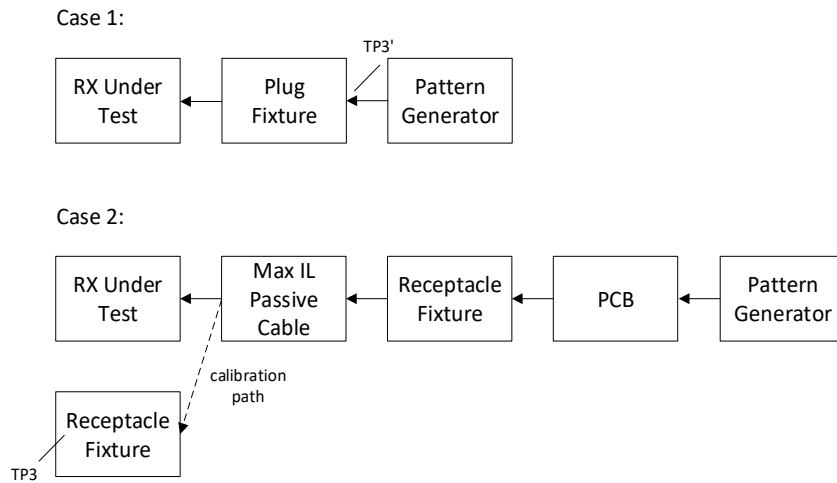 Case 1:
TP3'
RX Under
Test
Plug
Fixture
Pattern
Generator
Case 2:
RX Under
Test
Max IL
Passive
Cable
Receptacle
Fixture
PCB
Pattern
Generator
calibration
path
Receptacle
Fixture
TP3